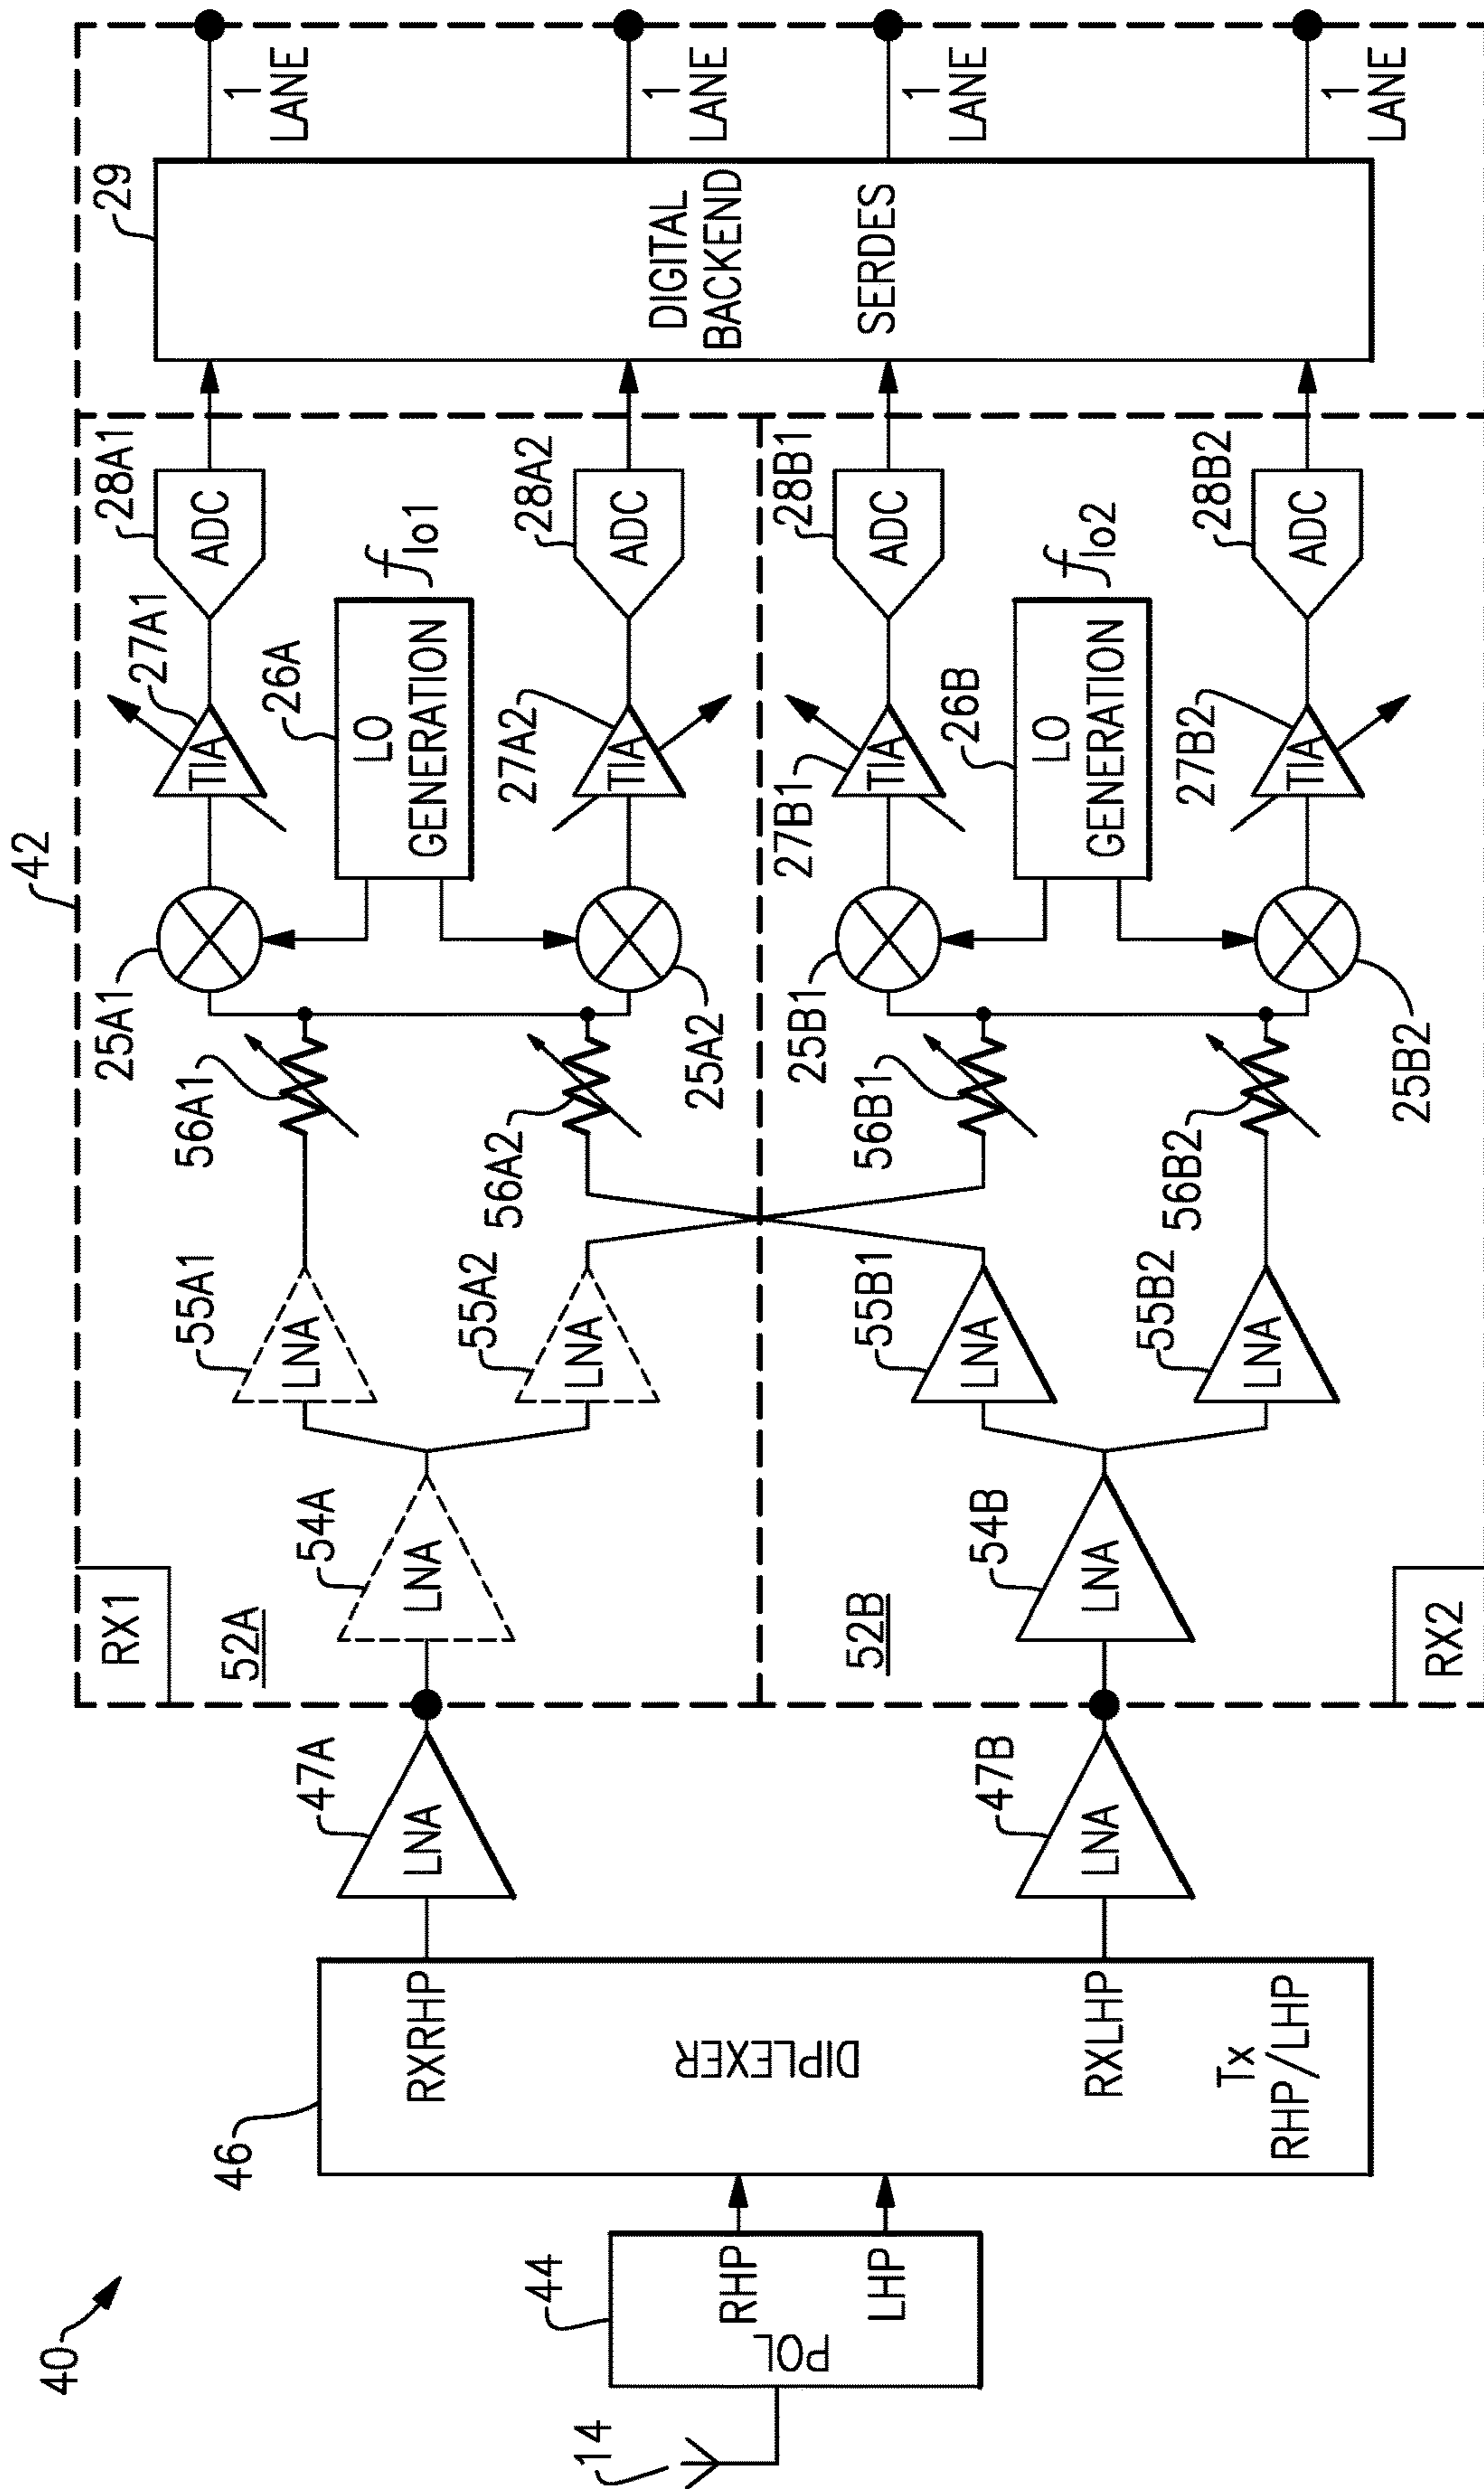 40
14
44
POL
RHP
LHP
46
DIPLEXER
RXRHP
RXLHP
Tx
RHP/LHP
47A
LNA
47B
LNA
42
RX1
52A
54A
LNA
55A1
LNA
55A2
LNA
56A1
56A2
25A1
25A2
26A
LO
GENERATION
flo1
27A1
TIA
27A2
TIA
28A1
ADC
28A2
ADC
RX2
52B
54B
LNA
55B1
LNA
55B2
LNA
56B1
56B2
25B1
25B2
26B
LO
GENERATION
flo2
27B1
TIA
27B2
TIA
28B1
ADC
28B2
ADC
29
DIGITAL
BACKEND
SERDES
1
LANE
1
LANE
1
LANE
1
LANE